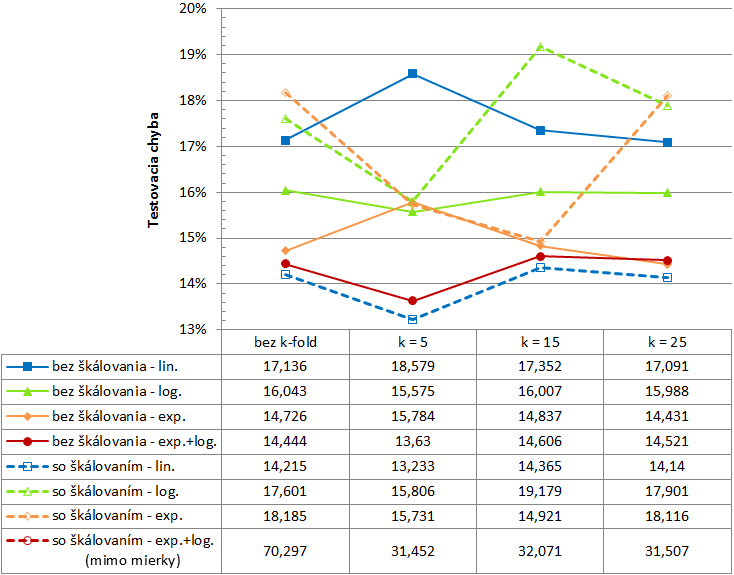 20%
19%
18%
17%
16%
15%
14%
13%
Testovacia chyba
bez k-fold k = 5 k = 15 k = 25
bez škálovania - lin. 17,136 18,579 17,352 17,091
bez škálovania - log. 16,043 15,575 16,007 15,988
bez škálovania - exp. 14,726 15,784 14,837 14,431
bez škálovania - exp.+log. 14,444 13,63 14,606 14,521
so škálovaním - lin. 14,215 13,233 14,365 14,14
so škálovaním - log. 17,601 15,806 19,179 17,901
so škálovaním - exp. 18,185 15,731 14,921 18,116
so škálovaním - exp.+log.
(mimo mierky) 70,297 31,452 32,071 31,507